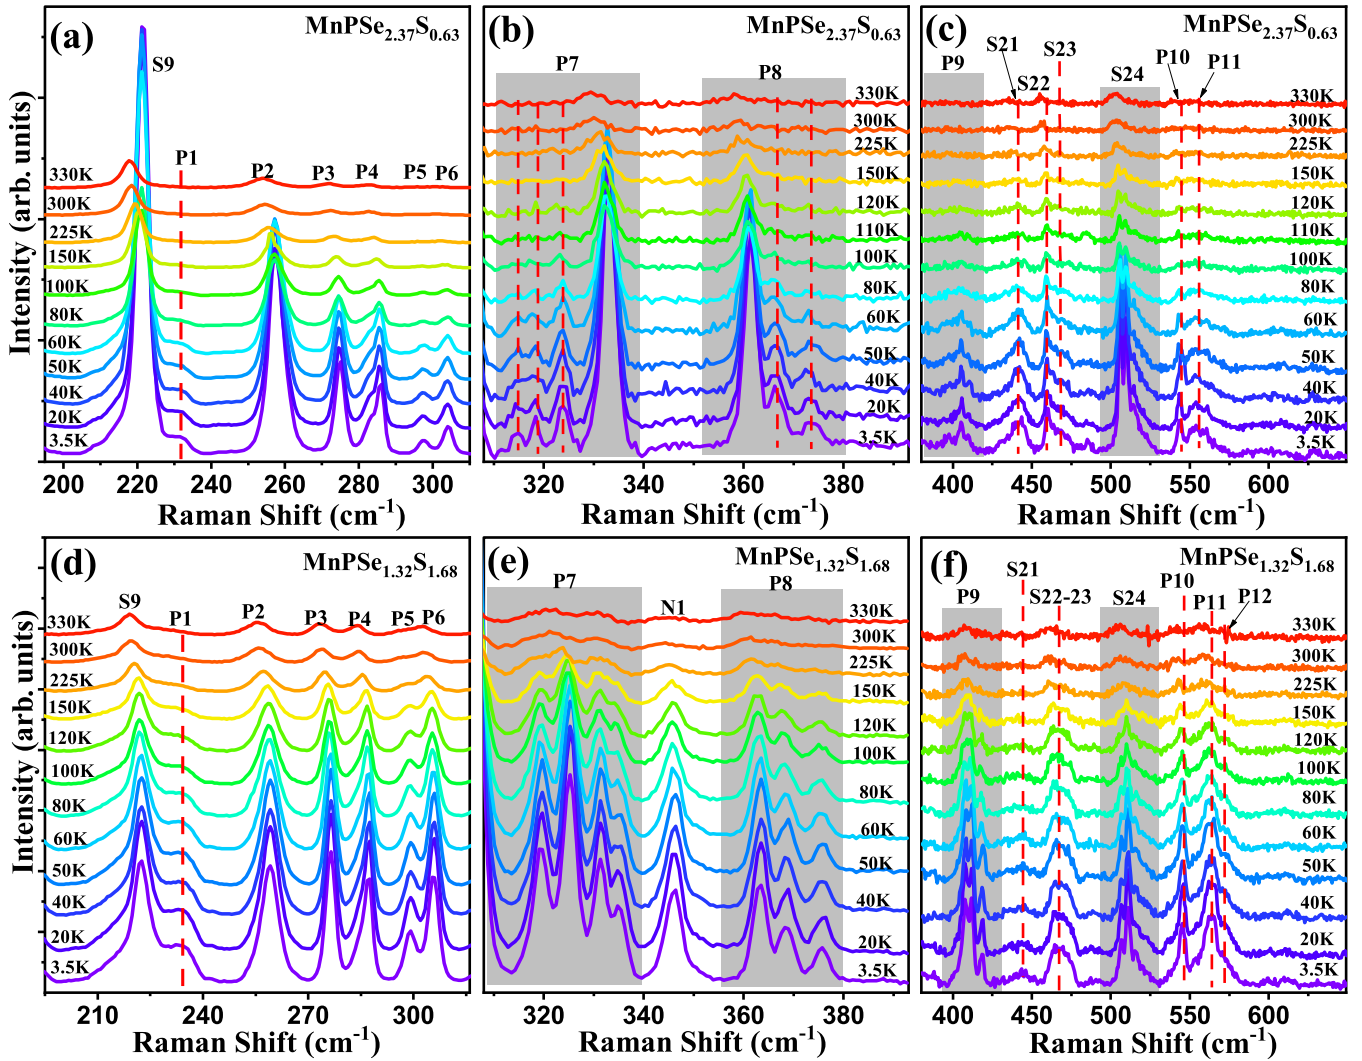 (a)
MnPSe2.37S0.63
S9
P1
P2
P3
P4
P5
P6
330K
300K
225K
150K
100K
80K
60K
50K
40K
20K
3.5K
Intensity (arb. units)
200 220 240 260 280 300
Raman Shift (cm-1)
(b)
MnPSe2.37S0.63
P7
P8
330K
300K
225K
150K
120K
110K
100K
80K
60K
50K
40K
20K
3.5K
320 340 360 380
Raman Shift (cm-1)
(c)
MnPSe2.37S0.63
P9
S21
S22
S23
S24
P10
P11
330K
300K
225K
150K
120K
110K
100K
80K
60K
50K
40K
20K
3.5K
400 450 500 550 600
Raman Shift (cm-1)
(d)
MnPSe1.32S1.68
S9
P1
P2
P3
P4
P5
P6
330K
300K
225K
150K
120K
100K
80K
60K
50K
40K
20K
3.5K
Intensity (arb. units)
210 240 270 300
Raman Shift (cm-1)
(e)
MnPSe1.32S1.68
P7
N1
P8
330K
300K
225K
150K
120K
100K
80K
60K
50K
40K
20K
3.5K
320 340 360 380
Raman Shift (cm-1)
(f)
MnPSe1.32S1.68
P9
S21
S22-23
S24
P10
P11
P12
330K
300K
225K
150K
120K
100K
80K
60K
50K
40K
20K
3.5K
400 450 500 550 600
Raman Shift (cm-1)